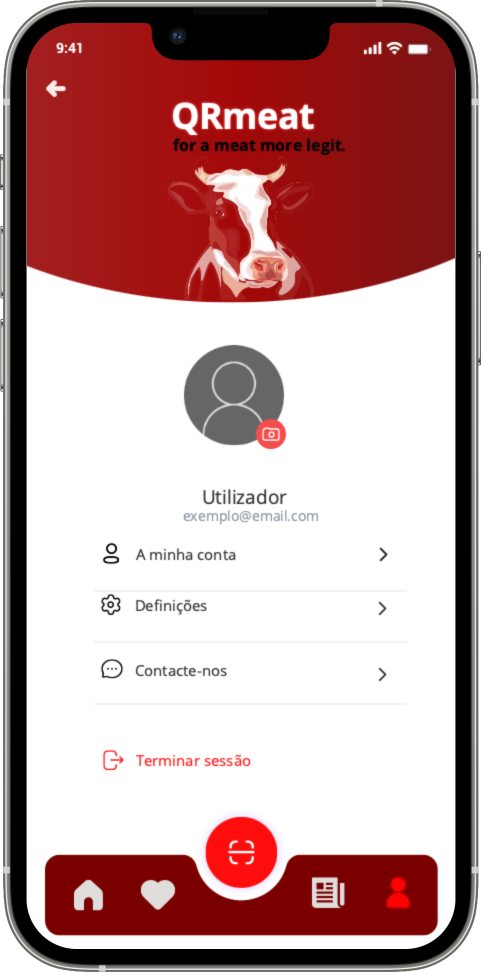 9:41
QRmeat
for a meat more legit.
Utilizador
exemplo@email.com
A minha conta
Definições
Contacte-nos
Terminar sessão